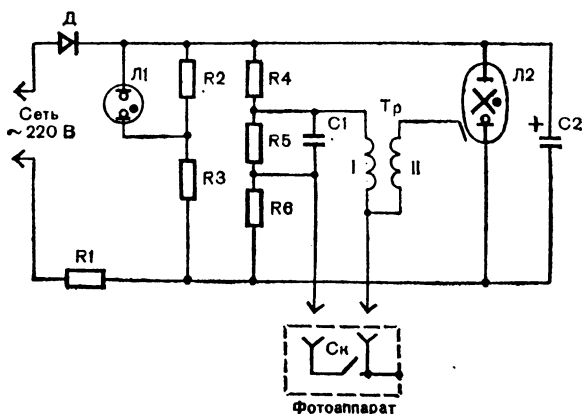 Д
Л1
R2
R4
Л2
Сеть
~ 220 В
R5
C1
Тр
I
II
C2
+
R3
R6
R1
Ск
Фотоаппарат